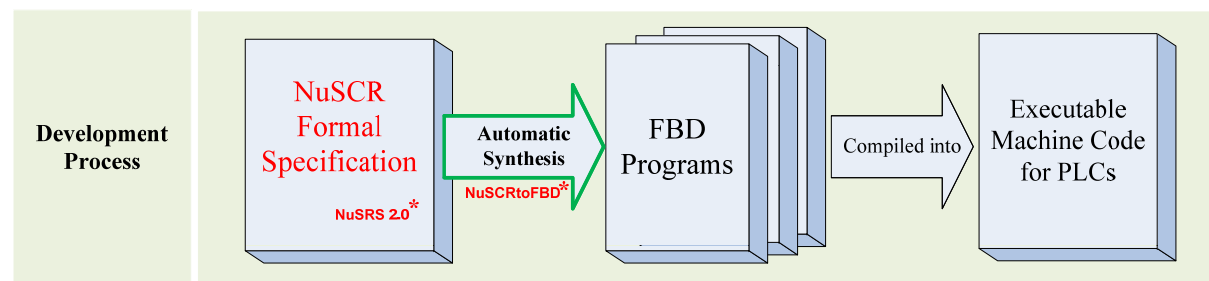 Development
Process
NuSCR
Formal
Specification
NuSRS 2.0*
Automatic
Synthesis
NuSCRtoFBD*
FBD
Programs
Compiled into
Executable
Machine Code
for PLCs